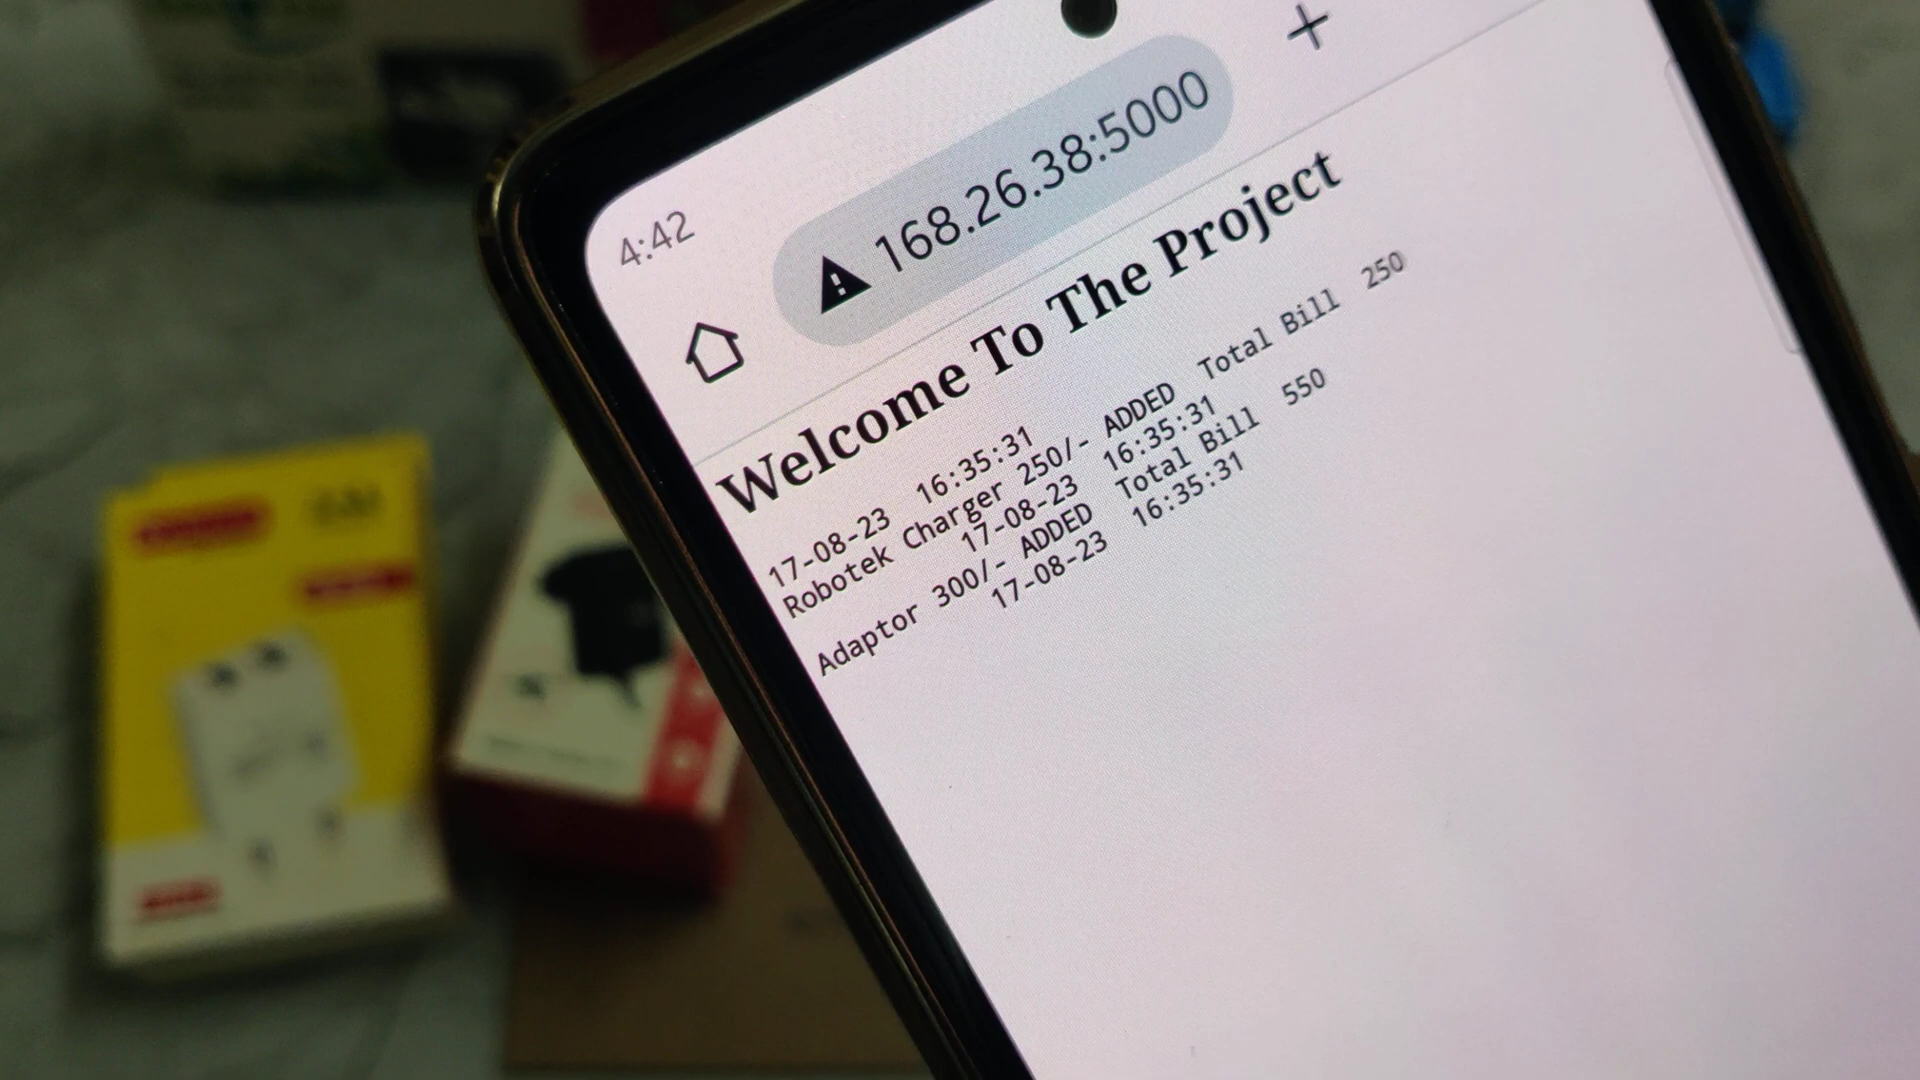 4:42
168.26.38:5000
Welcome To The Project
17-08-23 16:35:31
Robotek Charger 250/- ADDED Total Bill 250
17-08-23 16:35:31
Adaptor 300/- ADDED Total Bill 550
17-08-23 16:35:31